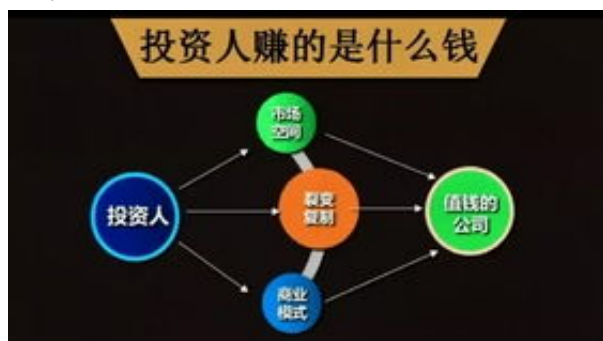 投资人赚的是什么钱
市场
空间
投资人
裂变
复制
值钱的
公司
商业
模式